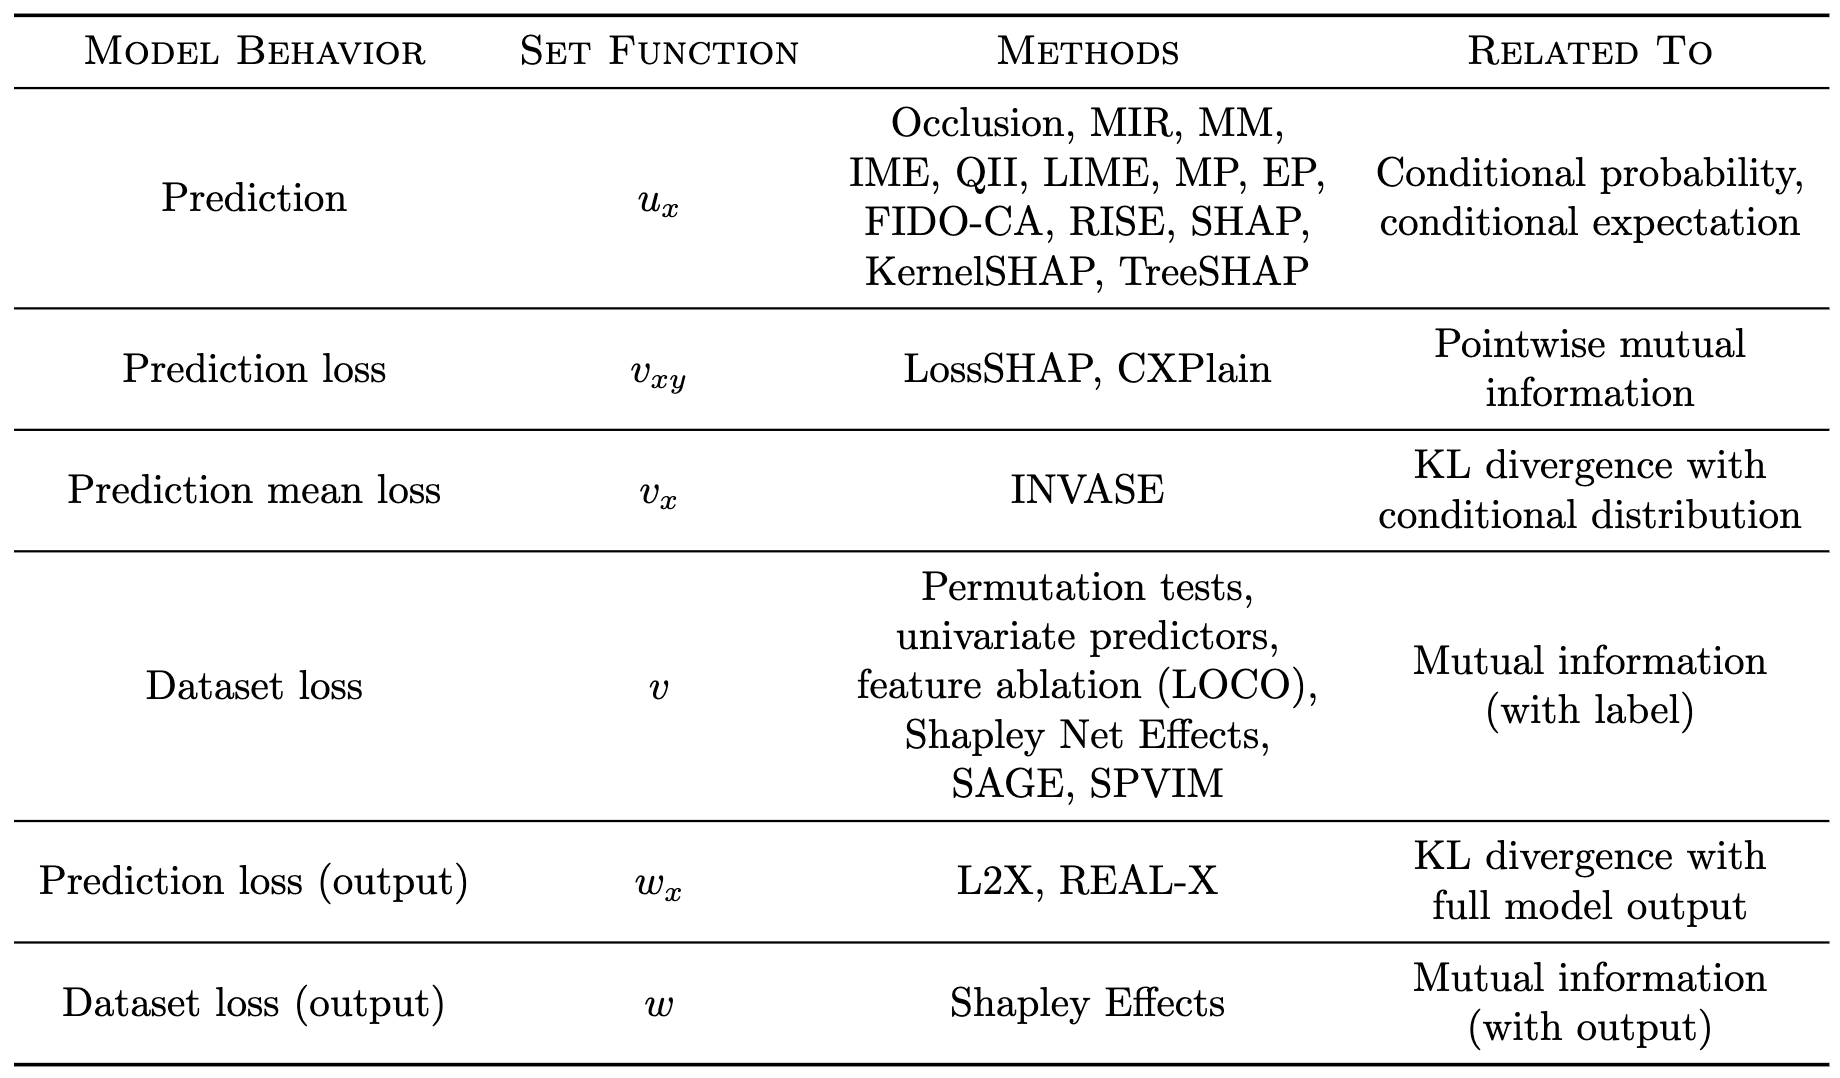 MODEL BEHAVIOR SET FUNCTION METHODS RELATED TO
Prediction
u_x
Occlusion, MIR, MM,
IME, QII, LIME, MP, EP,
FIDO-CA, RISE, SHAP,
KernelSHAP, TreeSHAP
Conditional probability,
conditional expectation
Prediction loss
v_{xy}
LossSHAP, CXPlain
Pointwise mutual
information
Prediction mean loss
v_x
INVASE
KL divergence with
conditional distribution
Dataset loss
v
Permutation tests,
univariate predictors,
feature ablation (LOCO),
Shapley Net Effects,
SAGE, SPVIM
Mutual information
(with label)
Prediction loss (output)
w_x
L2X, REAL-X
KL divergence with
full model output
Dataset loss (output)
w
Shapley Effects
Mutual information
(with output)